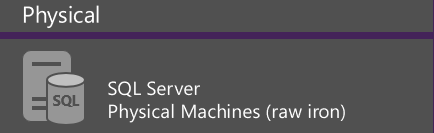 Physical
SQL
SQL Server
Physical Machines (raw iron)